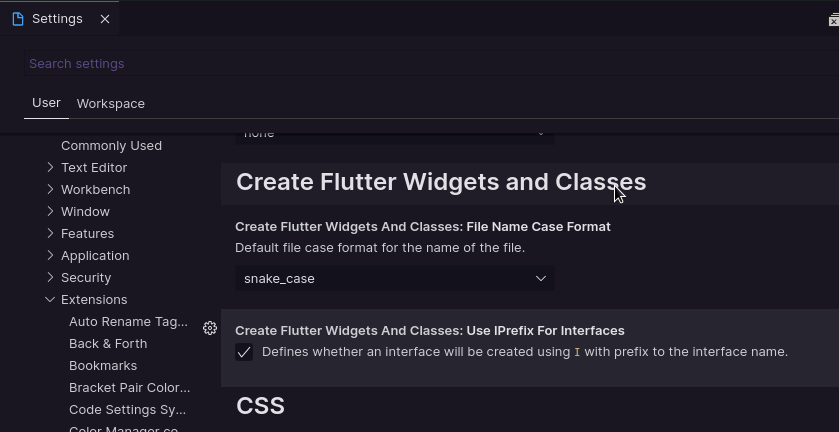 Settings
Search settings
User
Workspace
Commonly Used
Text Editor
Workbench
Window
Features
Application
Security
Extensions
Auto Rename Tag...
Back & Forth
Bookmarks
Bracket Pair Color...
Code Settings Sy...
Color Manager co...
none
Create Flutter Widgets and Classes
Create Flutter Widgets And Classes: File Name Case Format
Default file case format for the name of the file.
snake_case
Create Flutter Widgets And Classes: Use IPrefix For Interfaces
Defines whether an interface will be created using I with prefix to the interface name.
CSS